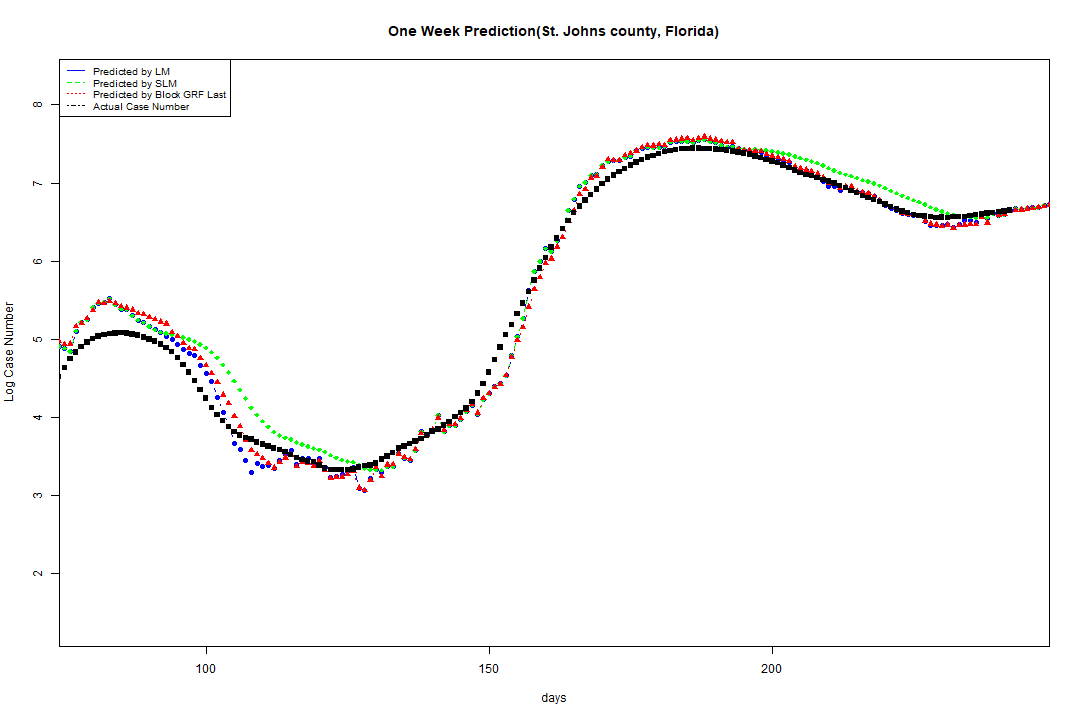 One Week Prediction(St. Johns county, Florida)
Predicted by LM
Predicted by SLM
Predicted by Block GRF Last
Actual Case Number
8
7
6
5
4
3
2
Log Case Number
100 150 200
days